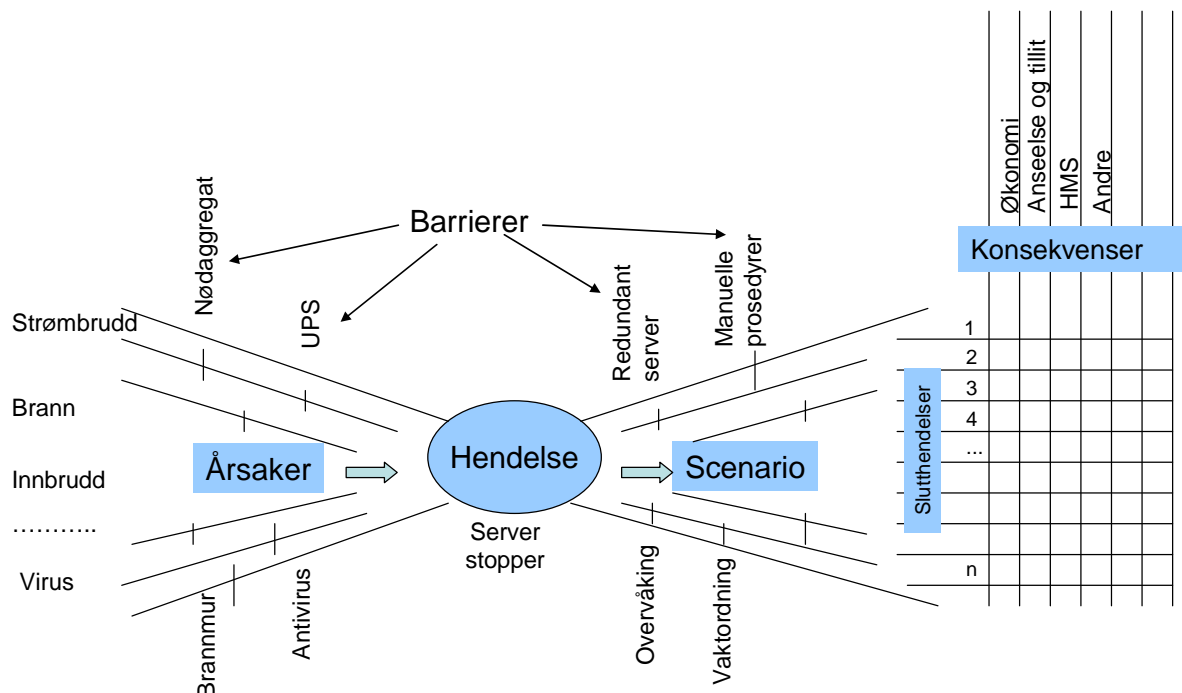 Økonomi
Anseelse og tillit
HMS
Andre
Konsekvenser
Barrierer
Nødaggregat
UPS
Redundant
server
Manuelle
prosedyrer
Strømbrudd
Brann
Innbrudd
………..
Virus
Årsaker
Hendelse
Server
stopper
Scenario
Slutthendelser
1
2
3
4
...
n
Brannmur
Antivirus
Overvåking
Vaktordning